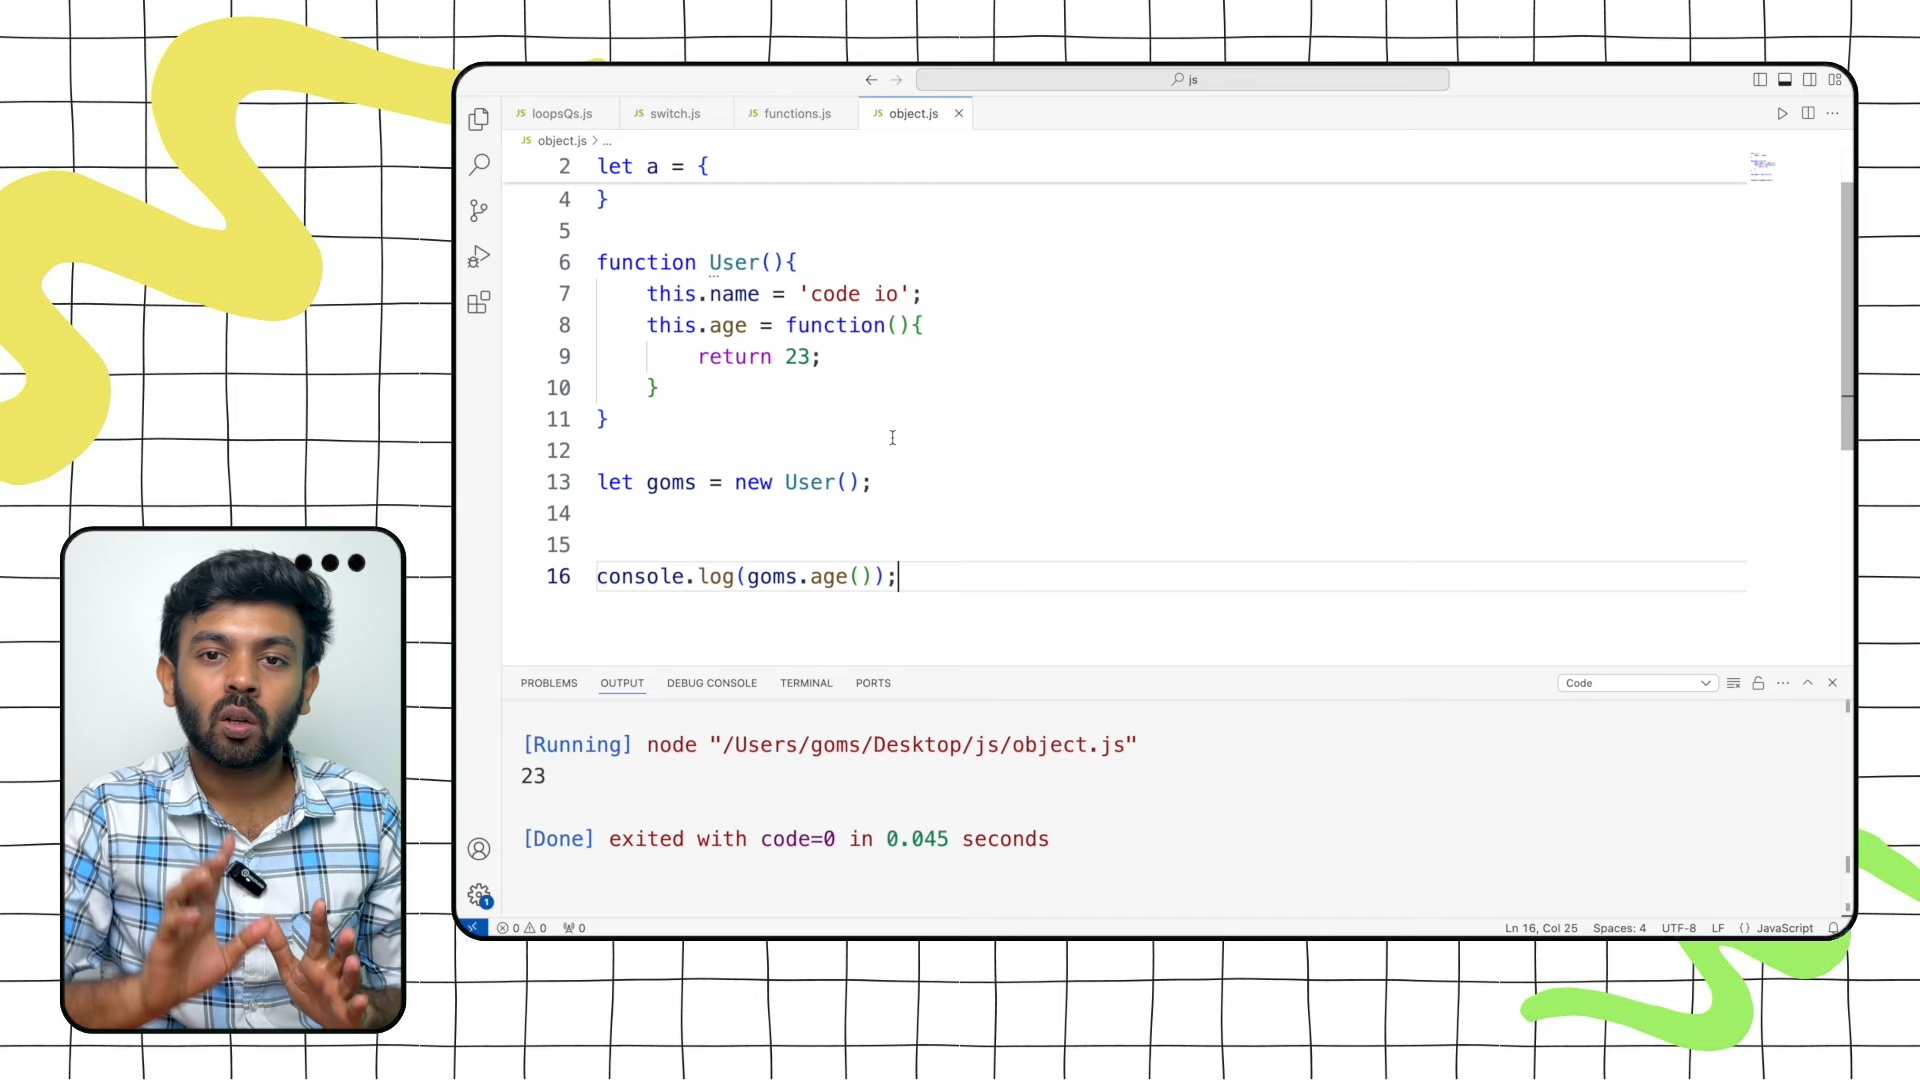 js
JS loopsQs.js
JS switch.js
JS functions.js
JS object.js
JS object.js > ...
2 let a = {
4 }
5
6 function User(){
7 this.name = 'code io';
8 this.age = function(){
9 return 23;
10 }
11 }
12
13 let goms = new User();
14
15
16 console.log(goms.age());
PROBLEMS OUTPUT DEBUG CONSOLE TERMINAL PORTS
Code
[Running] node "/Users/goms/Desktop/js/object.js"
23
[Done] exited with code=0 in 0.045 seconds
1
0 0 0
Ln 16, Col 25 Spaces: 4 UTF-8 LF {} JavaScript